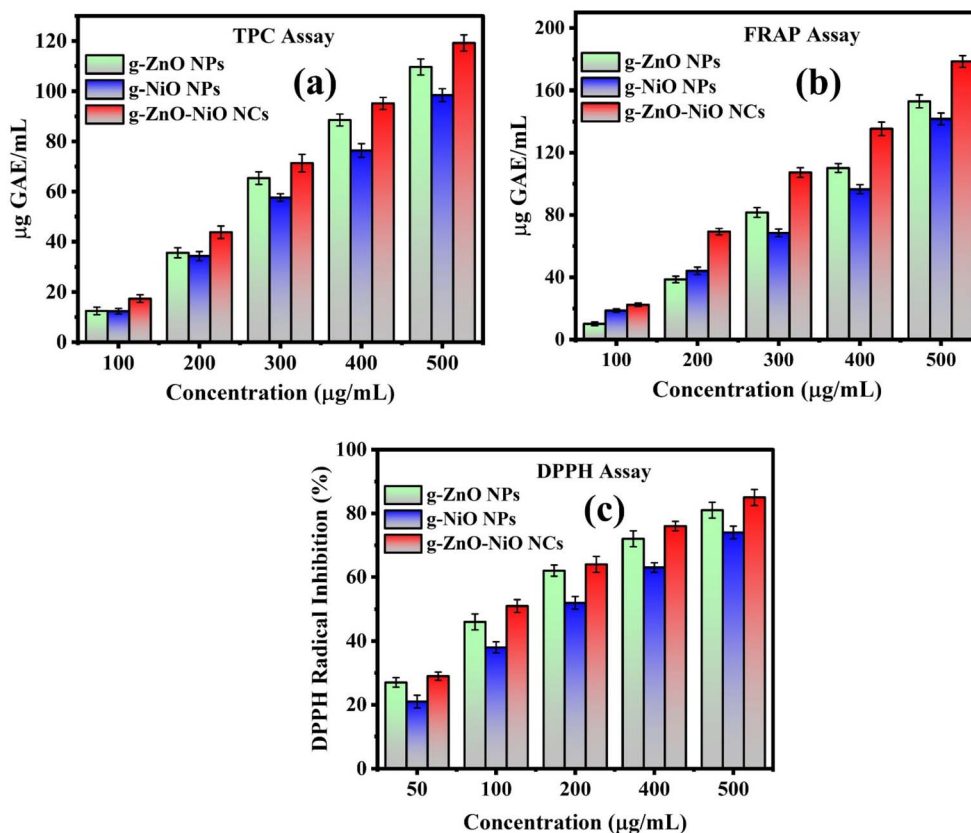 TPC Assay
(a)
g-ZnO NPs
g-NiO NPs
g-ZnO-NiO NCs
µg GAE/mL
120
100
80
60
40
20
0
100 200 300 400 500
Concentration (µg/mL)
FRAP Assay
(b)
g-ZnO NPs
g-NiO NPs
g-ZnO-NiO NCs
µg GAE/mL
200
160
120
80
40
0
100 200 300 400 500
Concentration (µg/mL)
DPPH Assay
(c)
g-ZnO NPs
g-NiO NPs
g-ZnO-NiO NCs
DPPH Radical Inhibition (%)
100
80
60
40
20
0
50 100 200 400 500
Concentration (µg/mL)